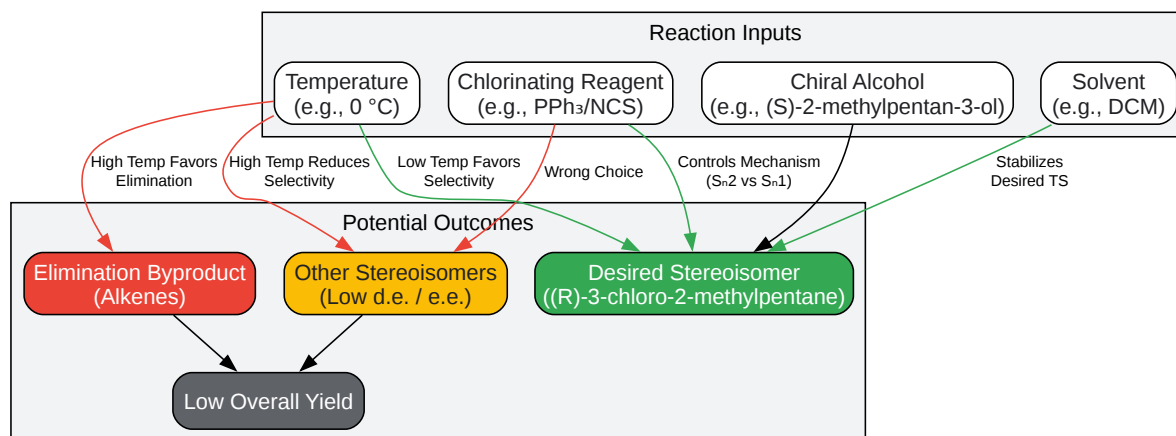 Reaction Inputs
Temperature
(e.g., 0 °C)
Chlorinating Reagent
(e.g., PPh₃/NCS)
Chiral Alcohol
(e.g., (S)-2-methylpentan-3-ol)
Solvent
(e.g., DCM)
High Temp Favors
Elimination
High Temp Reduces
Selectivity
Low Temp Favors
Selectivity
Wrong Choice
Controls Mechanism
(Sₙ2 vs Sₙ1)
Stabilizes
Desired TS
Potential Outcomes
Elimination Byproduct
(Alkenes)
Other Stereoisomers
(Low d.e. / e.e.)
Desired Stereoisomer
((R)-3-chloro-2-methylpentane)
Low Overall Yield